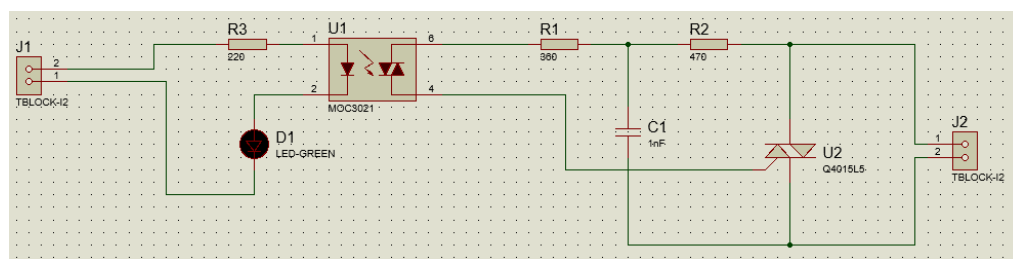 J1
2
1
TBLOCK-I2
R3
220
U1
1
6
2
4
MOC3021
D1
LED-GREEN
R1
360
R2
470
C1
1nF
U2
Q4015L5
J2
1
2
TBLOCK-I2